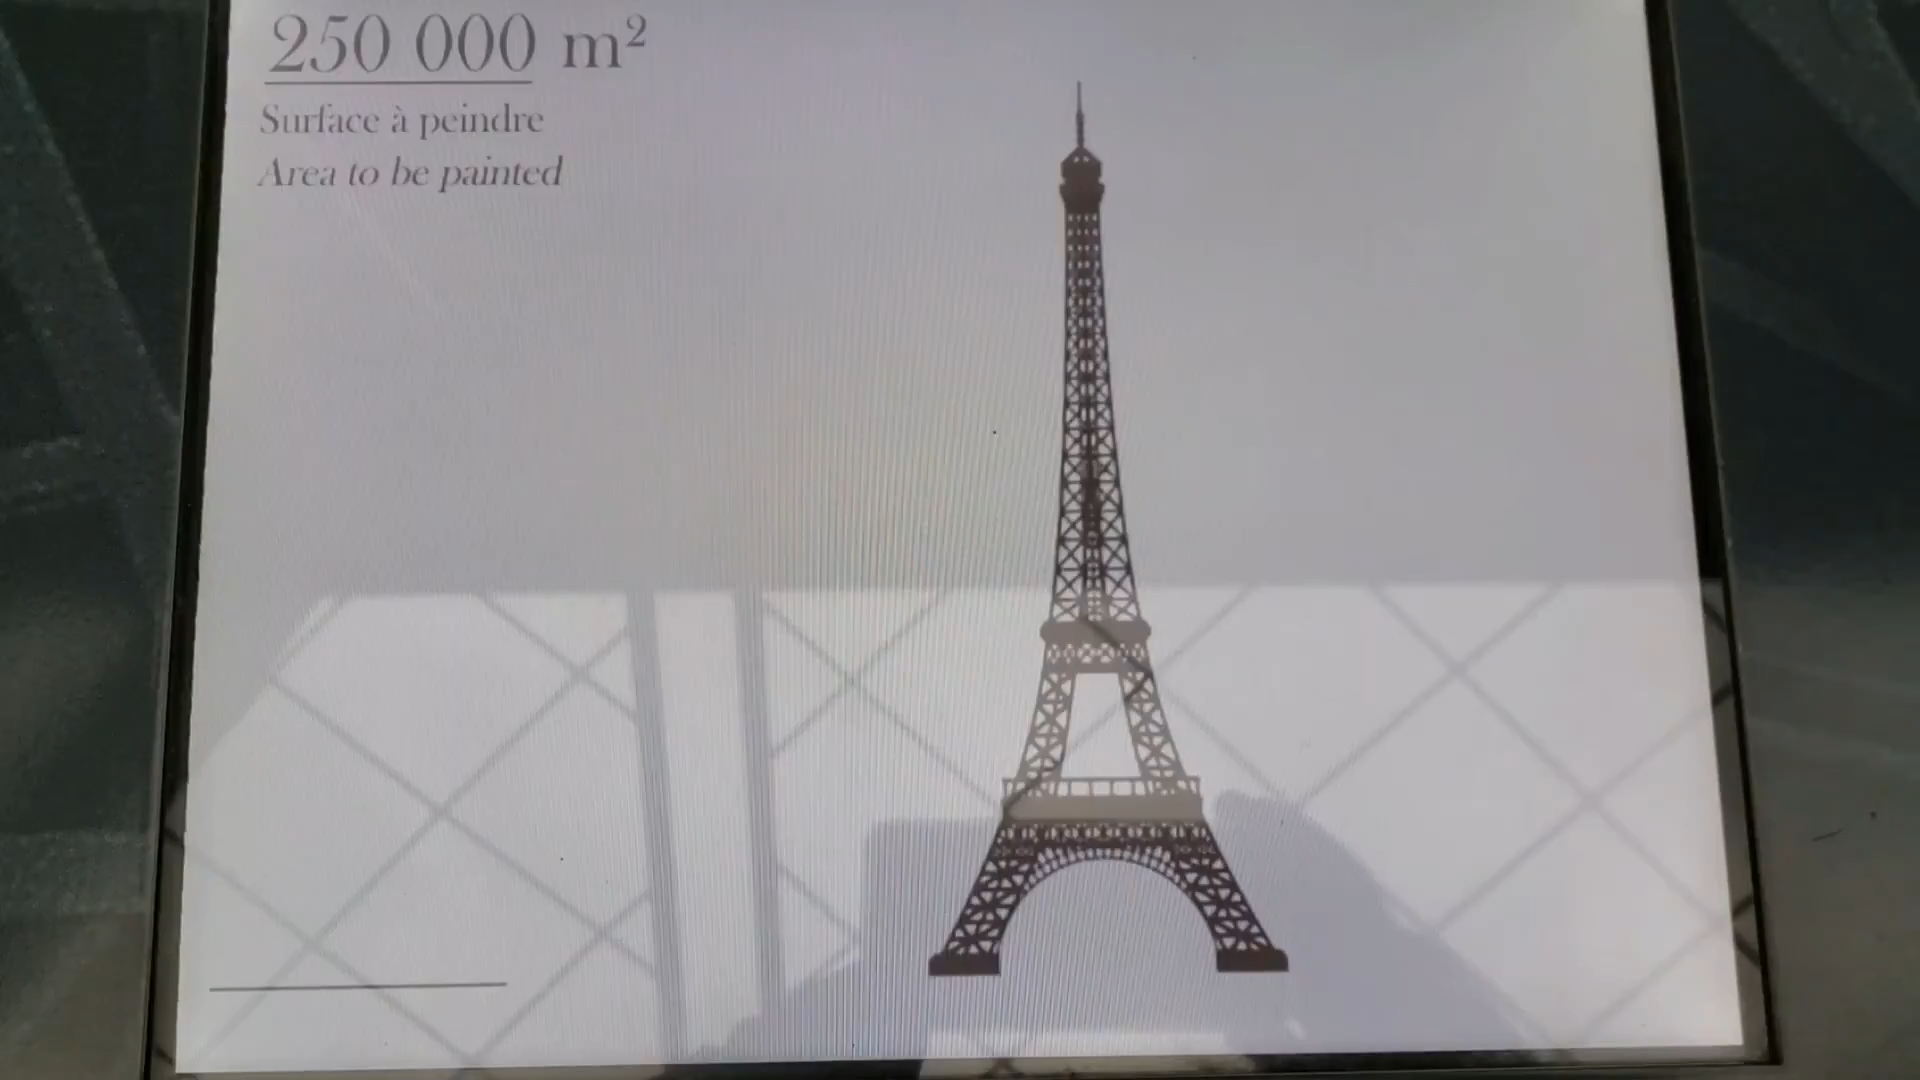 250 000 m²
Surface à peindre
Area to be painted